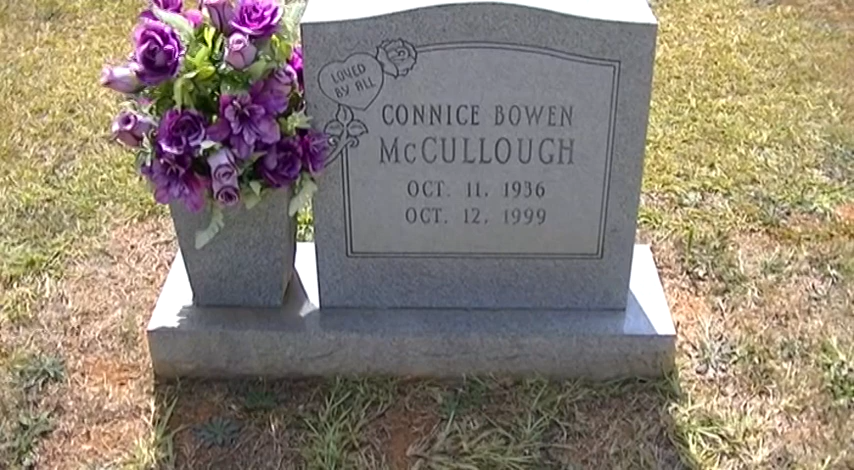 LOVED
BY ALL
CONNICE BOWEN
McCULLOUGH
OCT. 11, 1936
OCT. 12, 1999